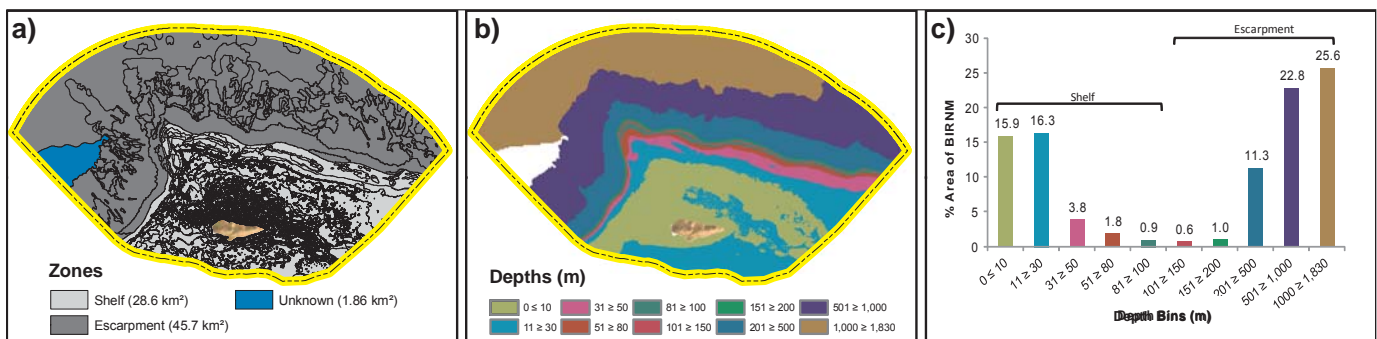 a)
Zones
Shelf (28.6 km²)
Unknown (1.86 km²)
Escarpment (45.7 km²)
b)
Depths (m)
0 ≤ 10
31 ≥ 50
81 ≥ 100
151 ≥ 200
501 ≥ 1,000
11 ≥ 30
51 ≥ 80
101 ≥ 150
201 ≥ 500
1,000 ≥ 1,830
c)
% Area of BIRNM
30
25
20
15
10
5
0
Escarpment
Shelf
15.9
16.3
3.8
1.8
0.9
0.6
1.0
11.3
22.8
25.6
0 ≤ 10
11 ≥ 30
31 ≥ 50
51 ≥ 80
81 ≥ 100
101 ≥ 150
151 ≥ 200
201 ≥ 500
501 ≥ 1,000
1000 ≥ 1,830
Depth Bins (m)